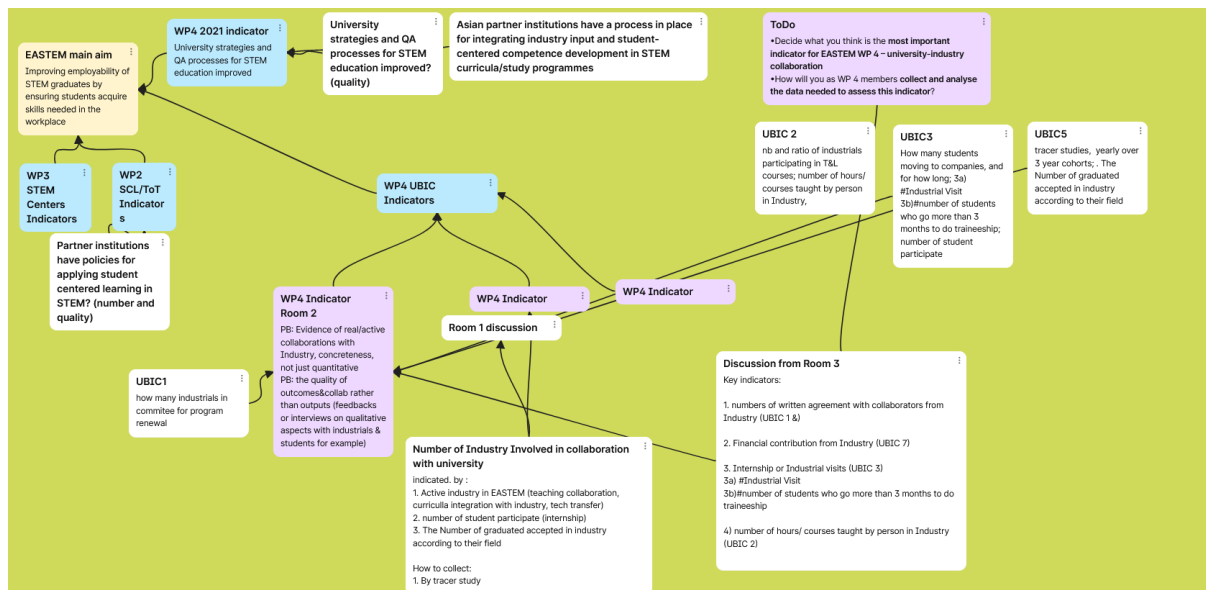 EASTEM main aim
Improving employability of
STEM graduates by
ensuring students acquire
skills needed in the
workplace
WP4 2021 indicator
University strategies and
QA processes for STEM
education improved
University
strategies and QA
processes for STEM
education
improved?
(quality)
Asian partner institutions have a process in place
for integrating industry input and student-
centered competence development in STEM
curricula/study programmes
ToDo
•Decide what you think is the most important
indicator for EASTEM WP 4 – university-industry
collaboration
•How will you as WP 4 members collect and analyse
the data needed to assess this indicator?
WP3
STEM
Centers
Indicators
WP2
SCL/ToT
Indicator
s
Partner institutions
have policies for
applying student
centered learning in
STEM? (number and
quality)
WP4 UBIC
Indicators
UBIC 2
nb and ratio of industrials
participating in T&L
courses; number of hours/
courses taught by person
in Industry,
UBIC3
How many students
moving to companies, and
for how long; 3a)
#Industrial Visit
3b)#number of students
who go more than 3
months to do traineeship;
number of student
participate
UBIC5
tracer studies, yearly over
3 year cohorts; . The
Number of graduated
accepted in industry
according to their field
WP4 Indicator
Room 2
PB: Evidence of real/active
collaborations with
Industry, concreteness,
not just quantitative
PB: the quality of
outcomes&collab rather
than outputs (feedbacks
or interviews on qualitative
aspects with industrials &
students for example)
WP4 Indicator
Room 1 discussion
WP4 Indicator
UBIC1
how many industrials in
commitee for program
renewal
Number of Industry Involved in collaboration
with university
indicated. by :
1. Active industry in EASTEM (teaching collaboration,
curriculla integration with industry, tech transfer)
2. number of student participate (internship)
3. The Number of graduated accepted in industry
according to their field
How to collect:
1. By tracer study
Discussion from Room 3
Key indicators:
1. numbers of written agreement with collaborators from
Industry (UBIC 1 &)
2. Financial contribution from Industry (UBIC 7)
3. Internship or Industrial visits (UBIC 3)
3a) #Industrial Visit
3b)#number of students who go more than 3 months to do
traineeship
4) number of hours/ courses taught by person in Industry
(UBIC 2)